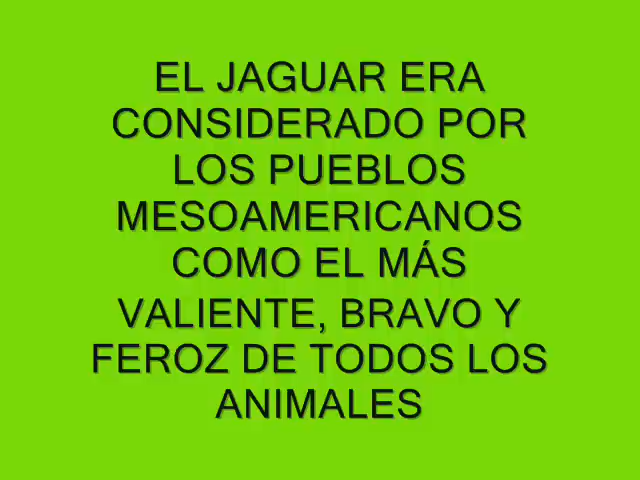 EL JAGUAR ERA
CONSIDERADO POR
LOS PUEBLOS
MESOAMERICANOS
COMO EL MÁS
VALIENTE, BRAVO Y
FEROZ DE TODOS LOS
ANIMALES